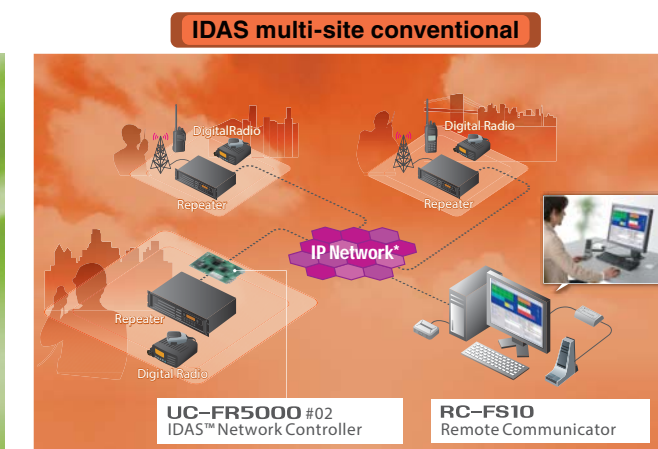 IDAS multi-site conventional
DigitalRadio
Repeater
Digital Radio
Repeater
IP Network*
Repeater
Digital Radio
UC-FR5000 #02
IDAS™ Network Controller
RC-FS10
Remote Communicator